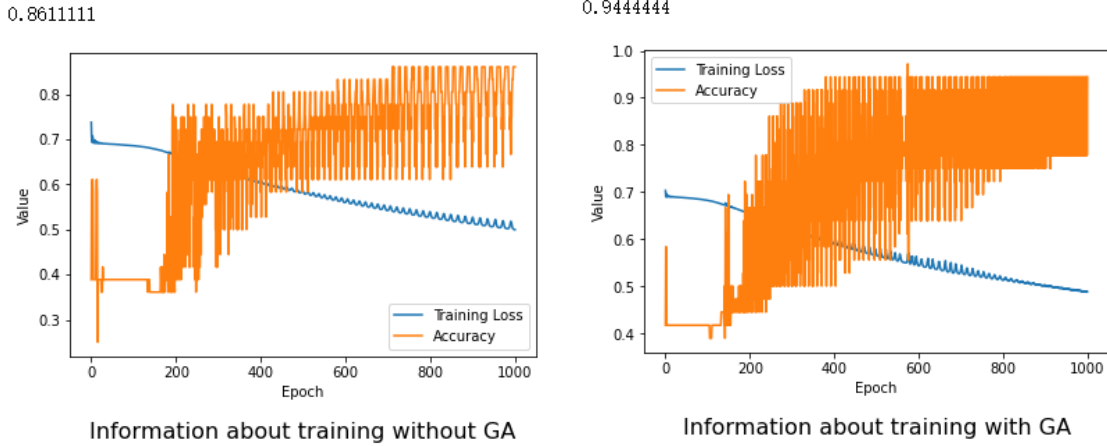 0.8611111
0.8
0.7
0.6
0.5
0.4
0.3
Value
Training Loss
Accuracy
0 200 400 600 800 1000
Epoch
Information about training without GA
0.9444444
1.0
0.9
0.8
0.7
0.6
0.5
0.4
Value
Training Loss
Accuracy
0 200 400 600 800 1000
Epoch
Information about training with GA